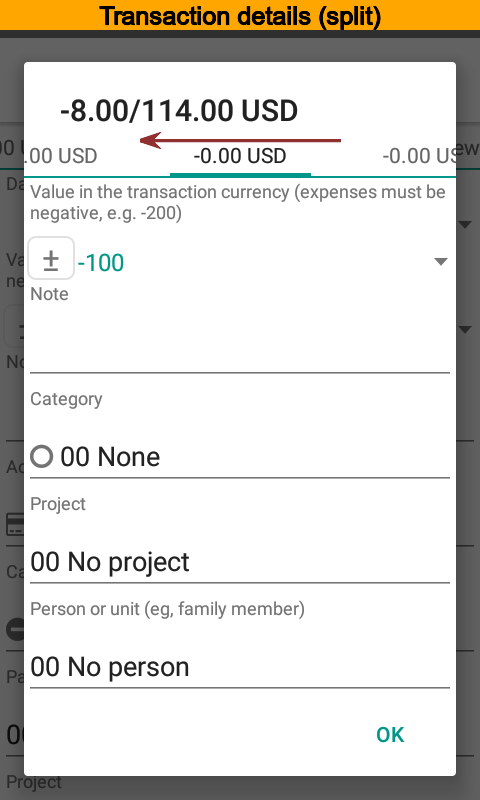 Transaction details (split)
-8.00/114.00 USD
.00 USD
-0.00 USD
-0.00 US
ew
Value in the transaction currency (expenses must be
negative, e.g. -200)
± -100
Note
Category
00 None
Project
00 No project
Person or unit (eg, family member)
00 No person
OK
Project